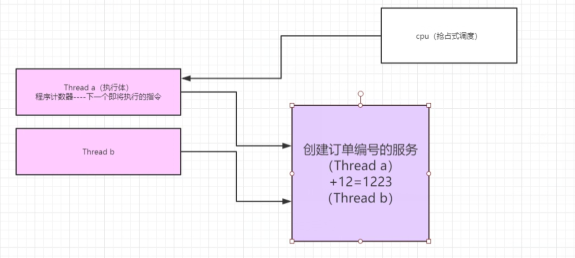 cpu（抢占式调度）
Thread a（执行体）
程序计数器----下一个即将执行的指令
Thread b
创建订单编号的服务
（Thread a）
+12=1223
（Thread b）